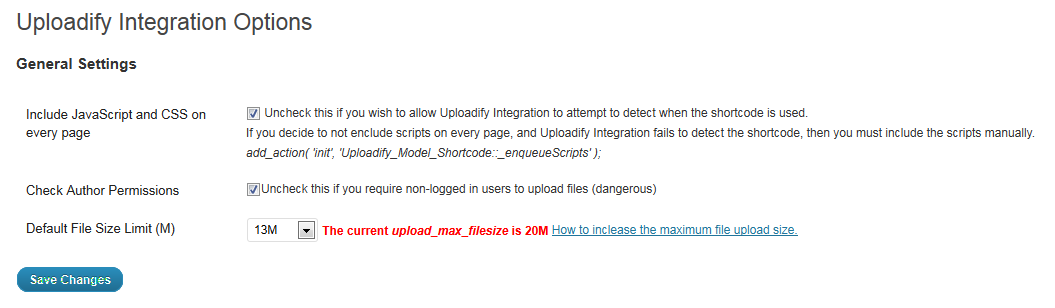 Uploadify Integration Options
General Settings
Include JavaScript and CSS on every page
Uncheck this if you wish to allow Uploadify Integration to attempt to detect when the shortcode is used.
If you decide to not enclude scripts on every page, and Uploadify Integration fails to detect the shortcode, then you must include the scripts manually.
add_action( 'init', 'Uploadify_Model_Shortcode::_enqueueScripts' );
Check Author Permissions
Uncheck this if you require non-logged in users to upload files (dangerous)
Default File Size Limit (M)
13M
The current upload_max_filesize is 20M How to inclease the maximum file upload size.
Save Changes